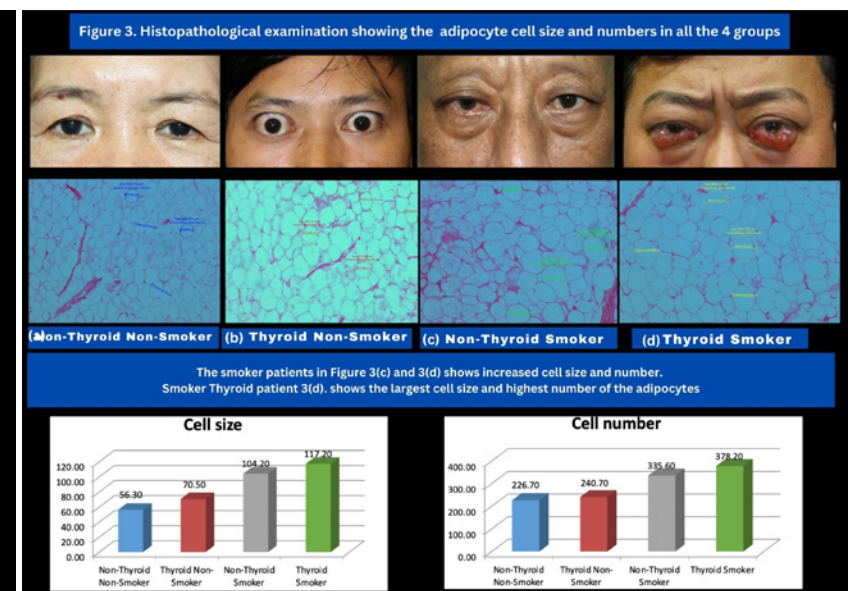 Figure 3. Histopathological examination showing the adipocyte cell size and numbers in all the 4 groups
(a)Non-Thyroid Non-Smoker
(b) Thyroid Non-Smoker
(c) Non-Thyroid Smoker
(d) Thyroid Smoker
The smoker patients in Figure 3(c) and 3(d) shows increased cell size and number.
Smoker Thyroid patient 3(d). shows the largest cell size and highest number of the adipocytes
Cell size
120.00
100.00
80.00
60.00
40.00
20.00
0.00
56.30
70.50
104.20
117.20
Non-Thyroid
Non-Smoker
Thyroid Non-
Smoker
Non-Thyroid
Smoker
Thyroid
Smoker
Cell number
400.00
300.00
200.00
100.00
0.00
226.70
240.70
335.60
378.20
Non-Thyroid
Non-Smoker
Thyroid Non-
Smoker
Non-Thyroid
Smoker
Thyroid Smoker